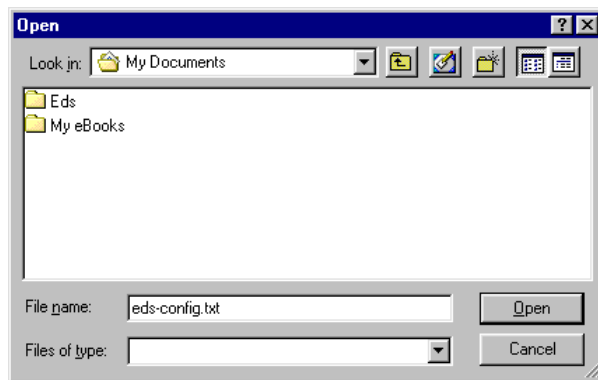 Open
Look in: My Documents
Eds
My eBooks
File name: eds-config.txt Open
Files of type: Cancel